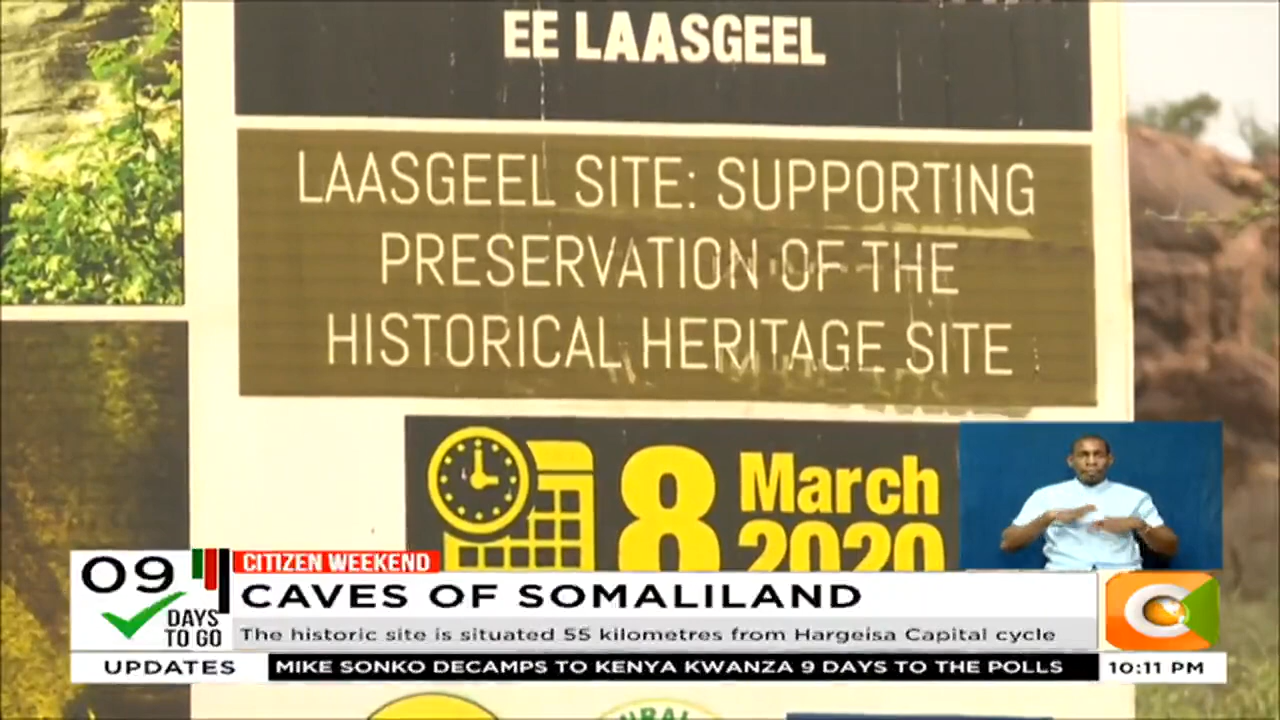 EE LAASGEEL
LAASGEEL SITE: SUPPORTING
PRESERVATION OF THE
HISTORICAL HERITAGE SITE
8 March
2020
09
DAYS
TO GO
CITIZEN WEEKEND
CAVES OF SOMALILAND
The historic site is situated 55 kilometres from Hargeisa Capital cycle
UPDATES
MIKE SONKO DECAMPS TO KENYA KWANZA 9 DAYS TO THE POLLS
10:11 PM